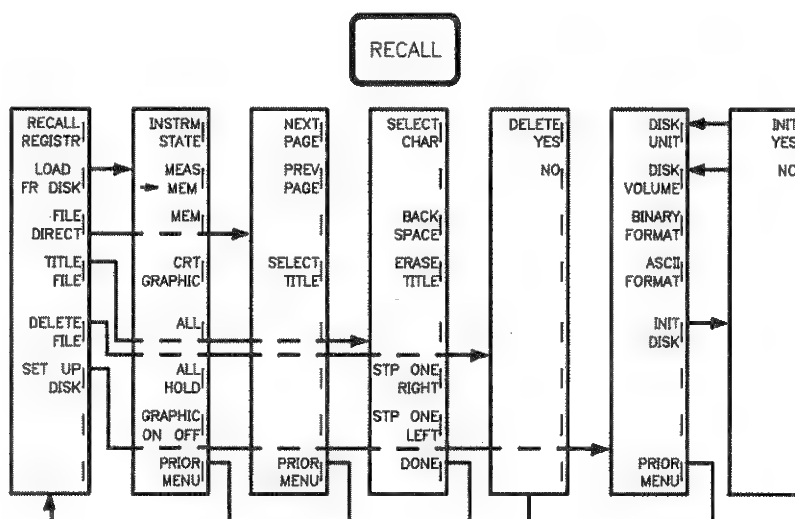 RECALL
RECALL
REGISTR
LOAD
FR DISK
FILE
DIRECT
TITLE
FILE
DELETE
FILE
SET UP
DISK
INSTRM
STATE
MEAS
→ MEM
MEM
CRT
GRAPHIC
ALL
ALL
HOLD
GRAPHIC
ON OFF
PRIOR
MENU
NEXT
PAGE
PREV
PAGE
SELECT
TITLE
PRIOR
MENU
SELECT
CHAR
BACK
SPACE
ERASE
TITLE
STP ONE
RIGHT
STP ONE
LEFT
DONE
DELETE
YES
NO
DISK
UNIT
DISK
VOLUME
BINARY
FORMAT
ASCII
FORMAT
INIT
DISK
PRIOR
MENU
INIT
YES
NO